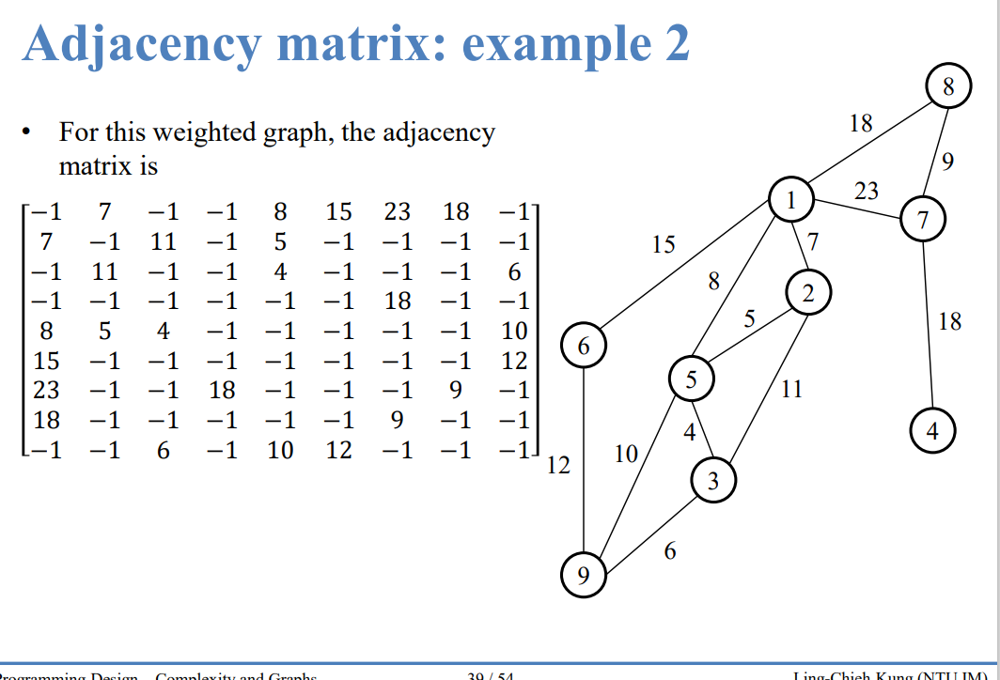 Adjacency matrix: example 2
• For this weighted graph, the adjacency
matrix is
−1 7 −1 −1 8 15 23 18 −1
7 −1 11 −1 5 −1 −1 −1 −1
−1 11 −1 −1 4 −1 −1 −1 6
−1 −1 −1 −1 −1 −1 18 −1 −1
8 5 4 −1 −1 −1 −1 −1 10
15 −1 −1 −1 −1 −1 −1 −1 12
23 −1 −1 18 −1 −1 −1 9 −1
18 −1 −1 −1 −1 −1 9 −1 −1
−1 −1 6 −1 10 12 −1 −1 −1
8
18
9
1
23
7
15
7
8
2
5
18
6
5
11
4
4
10
12
3
6
9
Programming Design – Complexity and Graphs
39 / 54
Ling-Chieh Kung (NTU IM)